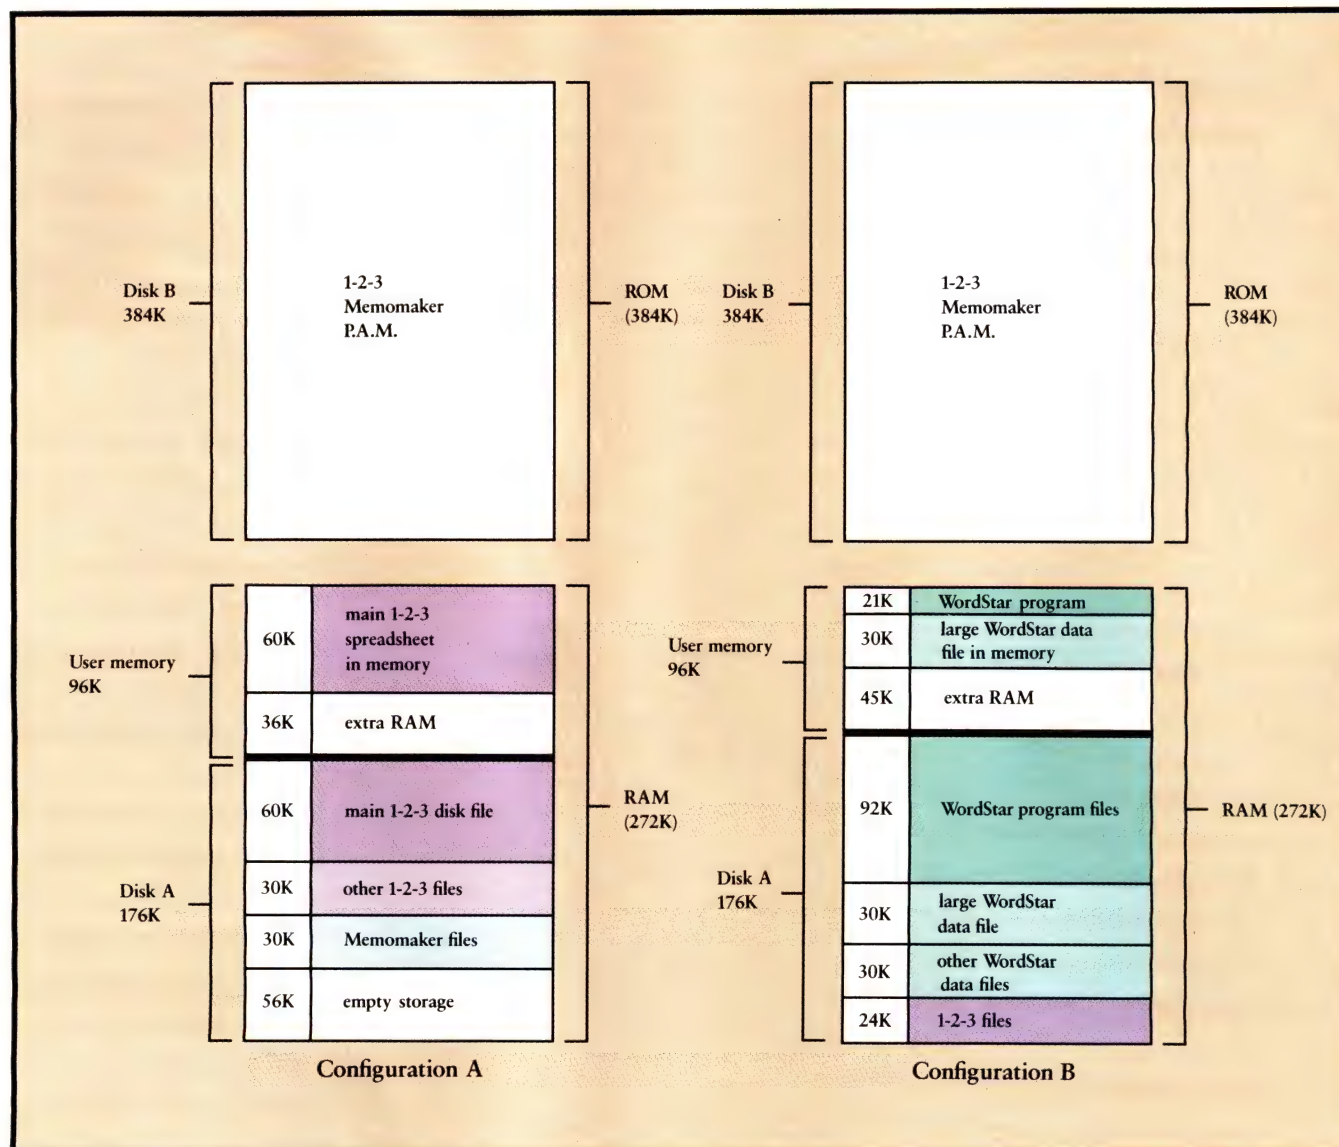 Disk B
384K
1-2-3
Memomaker
P.A.M.
ROM
(384K)
User memory
96K
60K
main 1-2-3
spreadsheet
in memory
36K
extra RAM
Disk A
176K
60K
main 1-2-3 disk file
30K
other 1-2-3 files
30K
Memomaker files
56K
empty storage
RAM
(272K)
Configuration A
Disk B
384K
1-2-3
Memomaker
P.A.M.
ROM
(384K)
User memory
96K
21K
WordStar program
30K
large WordStar data
file in memory
45K
extra RAM
Disk A
176K
92K
WordStar program files
30K
large WordStar
data file
30K
other WordStar
data files
24K
1-2-3 files
RAM (272K)
Configuration B